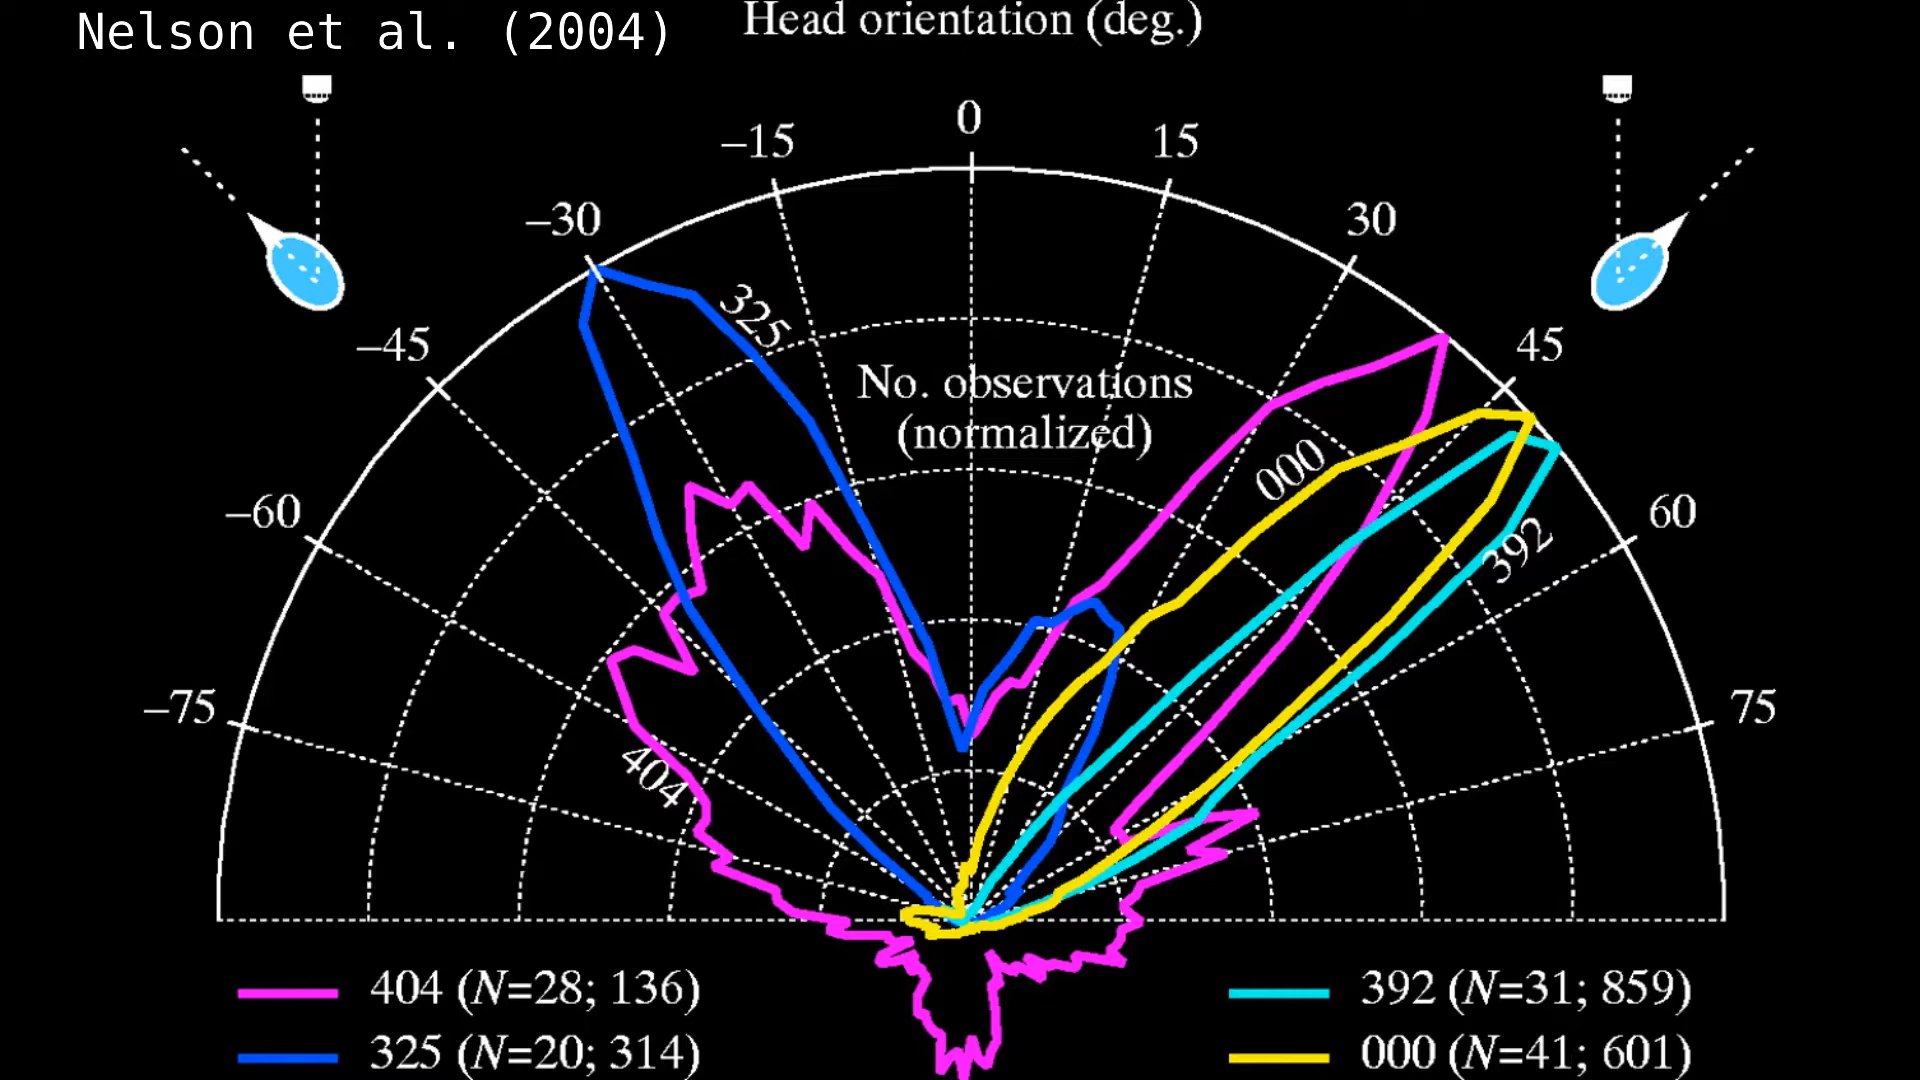 Nelson et al. (2004)
Head orientation (deg.)
0
–15
15
–30
30
325
–45
45
No. observations
(normalized)
000
–60
60
392
–75
75
404
404 (N=28; 136)
392 (N=31; 859)
325 (N=20; 314)
000 (N=41; 601)